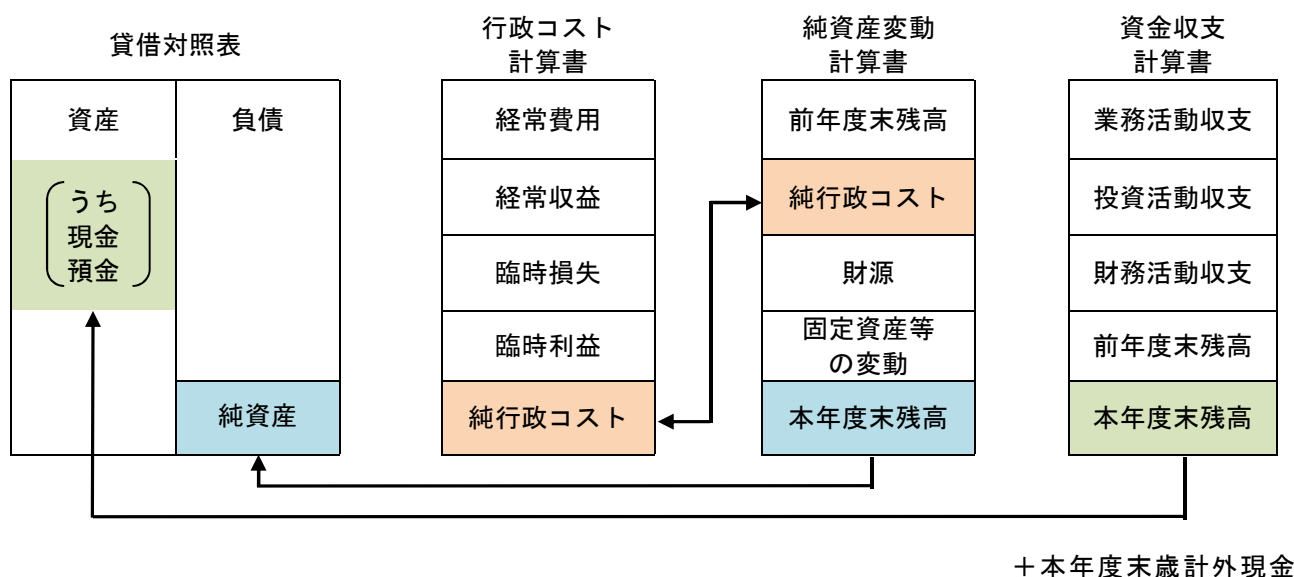 貸借対照表
資産
負債
うち
現金
預金
純資産
行政コスト
計算書
経常費用
経常収益
臨時損失
臨時利益
純行政コスト
純資産変動
計算書
前年度末残高
純行政コスト
財源
固定資産等
の変動
本年度末残高
資金収支
計算書
業務活動収支
投資活動収支
財務活動収支
前年度末残高
本年度末残高
＋本年度末歳計外現金